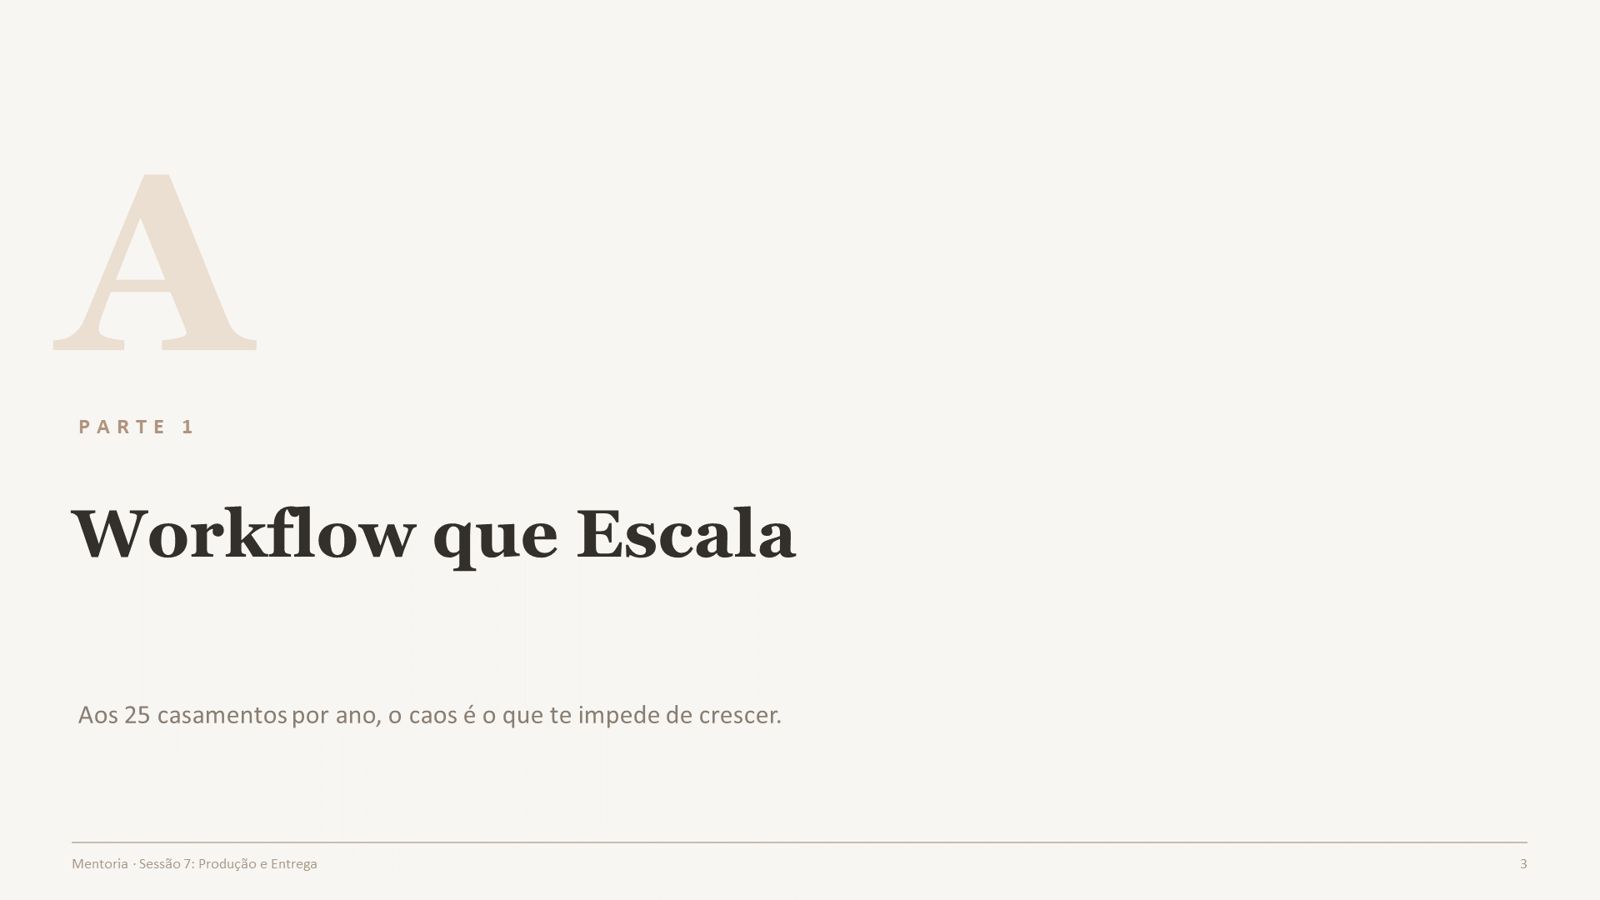 A
PARTE 1
Workflow que Escala
Aos 25 casamentos por ano, o caos é o que te impede de crescer.
Mentoria · Sessão 7: Produção e Entrega
3